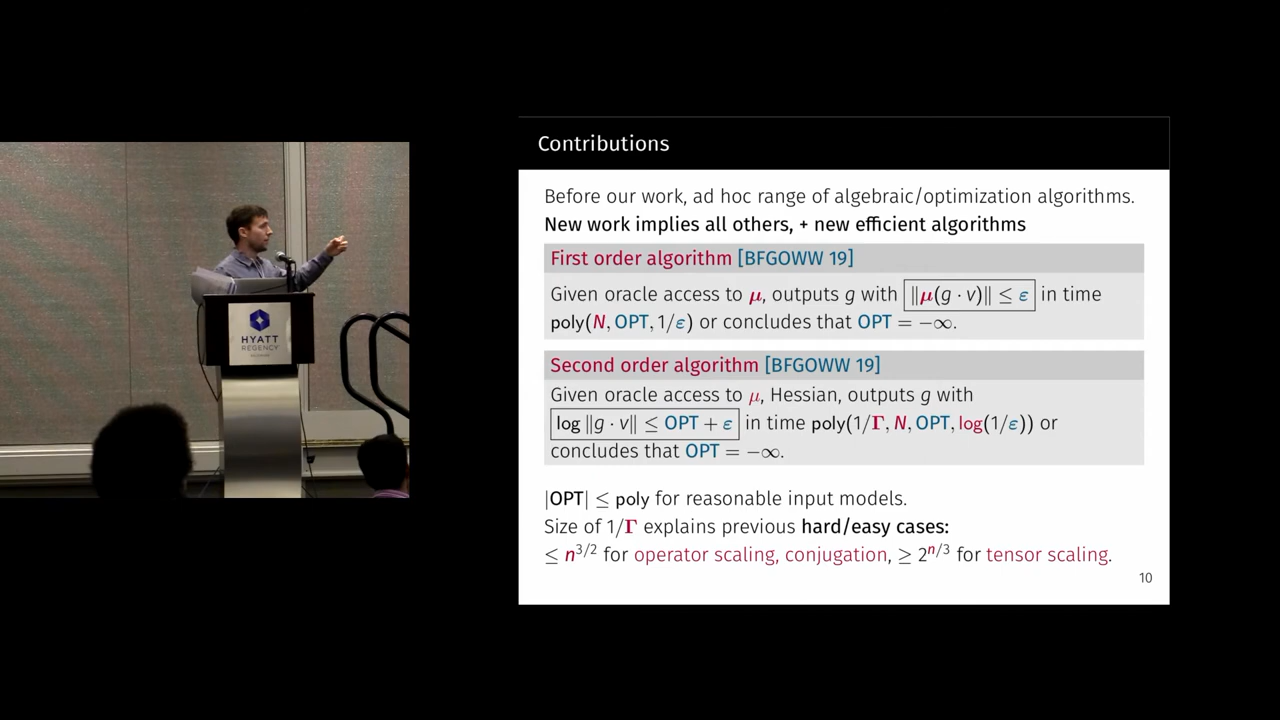 Contributions
Before our work, ad hoc range of algebraic/optimization algorithms.
New work implies all others, + new efficient algorithms
First order algorithm [BFGOWW 19]
Given oracle access to μ, outputs g with ‖μ(g · v)‖ ≤ ε in time
poly(N, OPT, 1/ε) or concludes that OPT = −∞.
Second order algorithm [BFGOWW 19]
Given oracle access to μ, Hessian, outputs g with
log ‖g · v‖ ≤ OPT + ε in time poly(1/Γ, N, OPT, log(1/ε)) or
concludes that OPT = −∞.
|OPT| ≤ poly for reasonable input models.
Size of 1/Γ explains previous hard/easy cases:
≤ n^{3/2} for operator scaling, conjugation, ≥ 2^{n/3} for tensor scaling.
10
HYATT
REGENCY